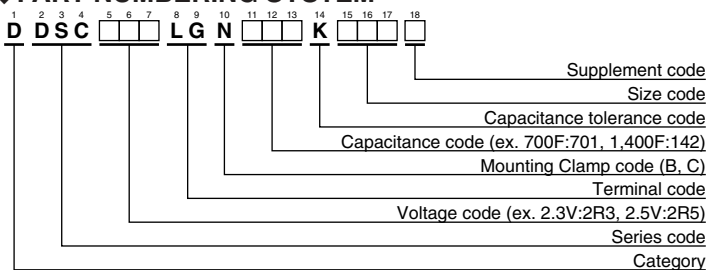 ◆PART NUMBERING SYSTEM
1 2 3 4 5 6 7 8 9 10 11 12 13 14 15 16 17 18
D D S C □□□ L G N □□□ K □□□ □
Supplement code
Size code
Capacitance tolerance code
Capacitance code (ex. 700F:701, 1,400F:142)
Mounting Clamp code (B, C)
Terminal code
Voltage code (ex. 2.3V:2R3, 2.5V:2R5)
Series code
Category